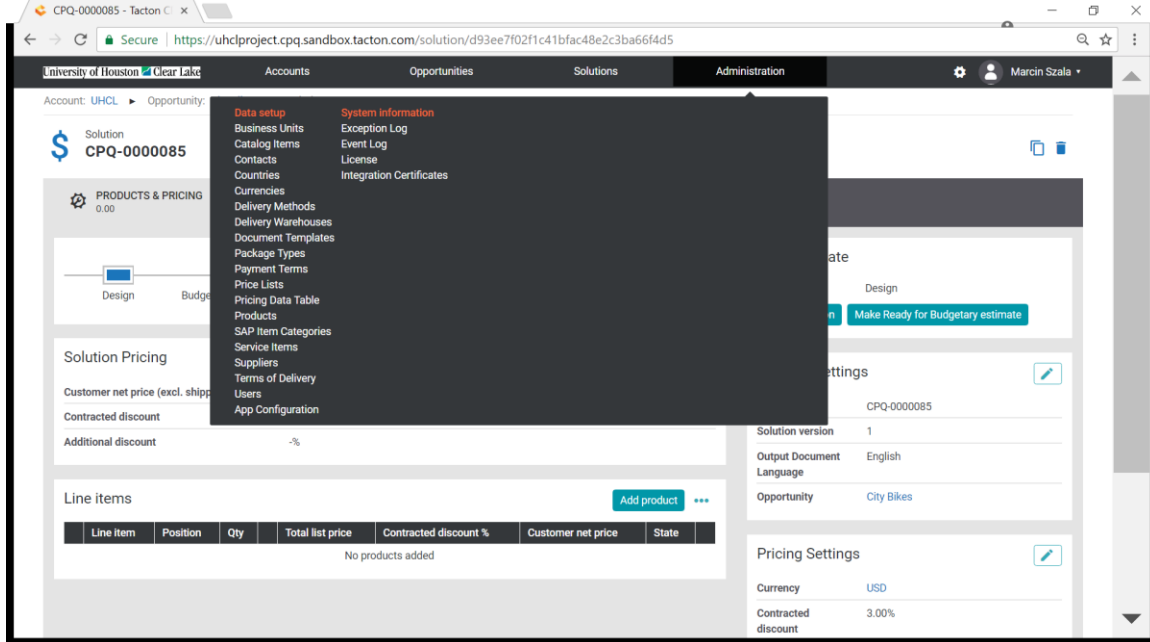 CPQ-0000085 - Tacton C
Secure | https://uhclproject.cpq.sandbox.tacton.com/solution/d93ee7f02f1c41bfac48e2c3ba66f4d5
University of Houston Clear Lake Accounts Opportunities Solutions Administration Marcin Szala
Account: UHCL ▸ Opportunity:
Solution
CPQ-0000085
PRODUCTS & PRICING
0.00
Data setup
Business Units
Catalog Items
Contacts
Countries
Currencies
Delivery Methods
Delivery Warehouses
Document Templates
Package Types
Payment Terms
Price Lists
Pricing Data Table
Products
SAP Item Categories
Service Items
Suppliers
Terms of Delivery
Users
App Configuration
System information
Exception Log
Event Log
License
Integration Certificates
Design Budge
ate
Design
n Make Ready for Budgetary estimate
Solution Pricing
Customer net price (excl. shipp
Contracted discount
Additional discount -%
ettings
CPQ-0000085
Solution version 1
Output Document Language English
Opportunity City Bikes
Line items Add product •••
Line item Position Qty Total list price Contracted discount % Customer net price State
No products added
Pricing Settings
Currency USD
Contracted discount 3.00%